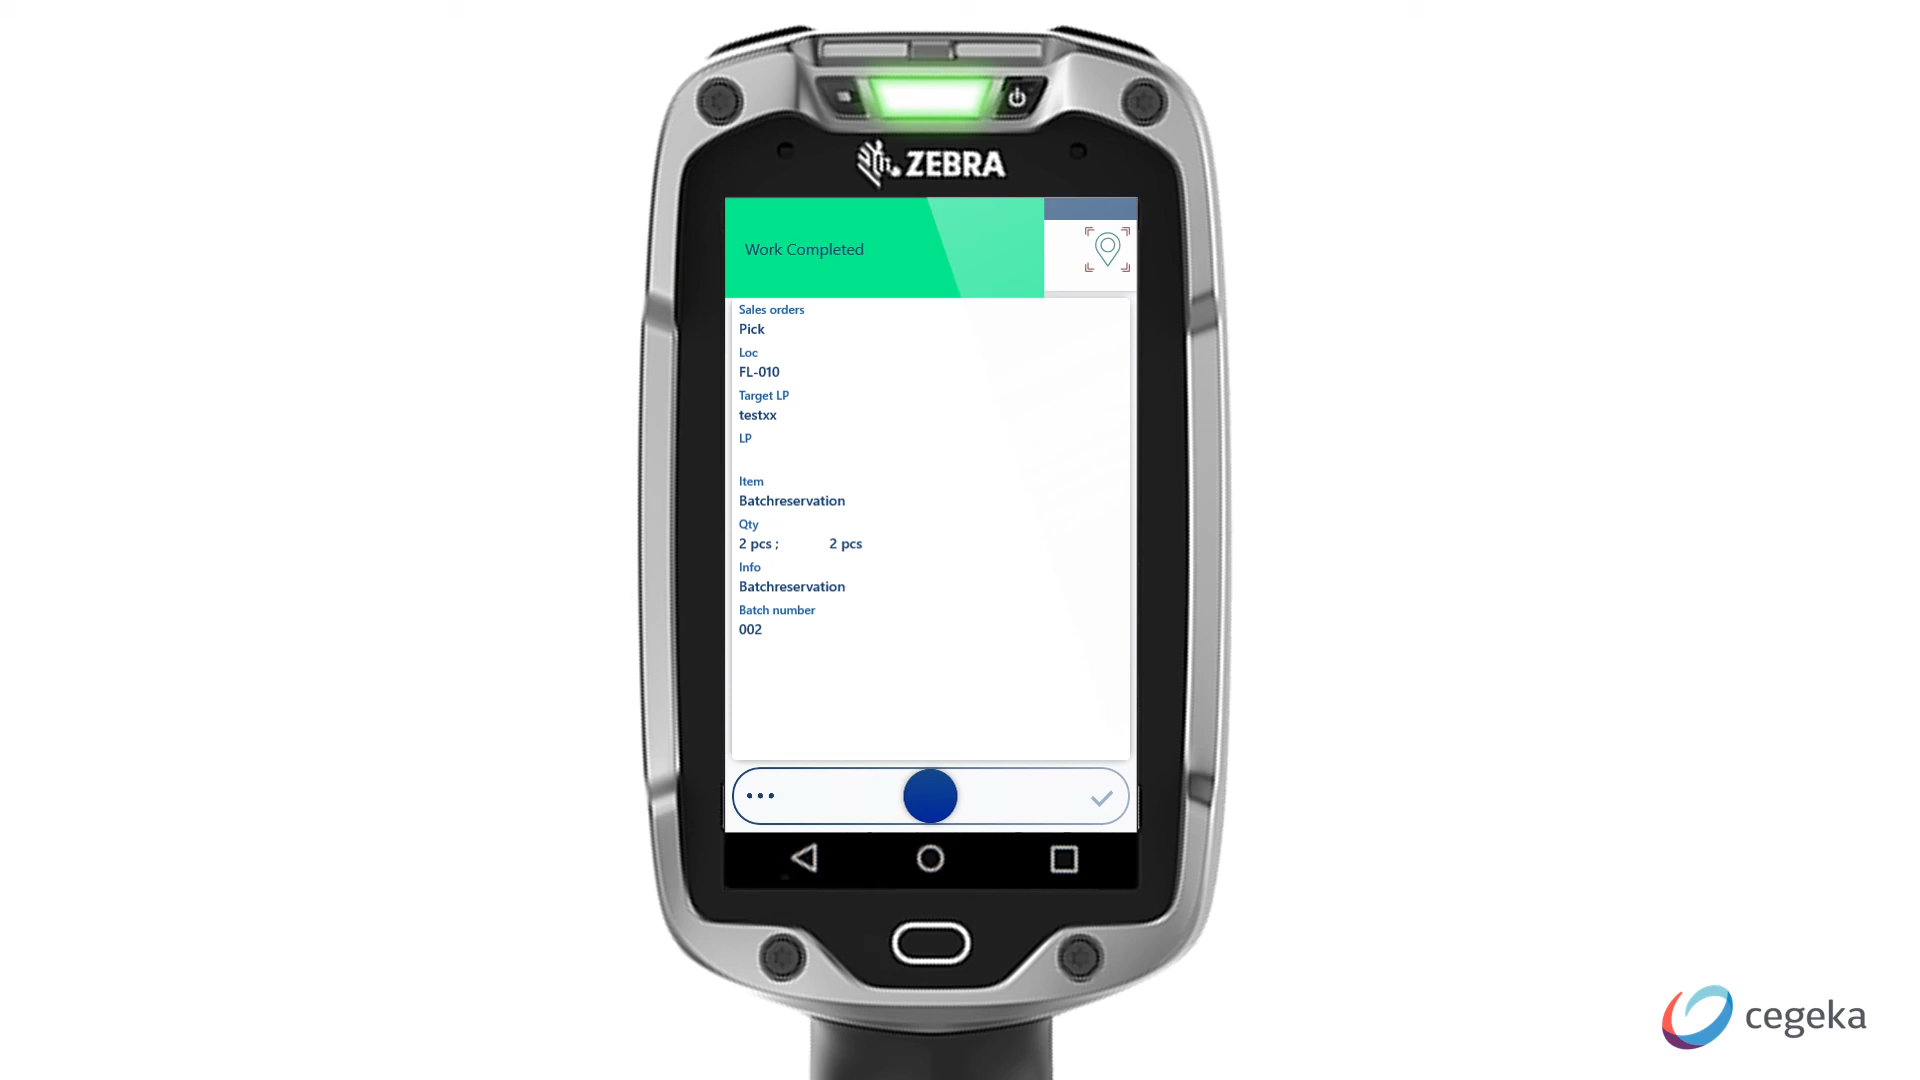 ZEBRA
Work Completed
Sales orders
Pick
Loc
FL-010
Target LP
testxx
LP
Item
Batchreservation
Qty
2 pcs ; 2 pcs
Info
Batchreservation
Batch number
002
cegeka